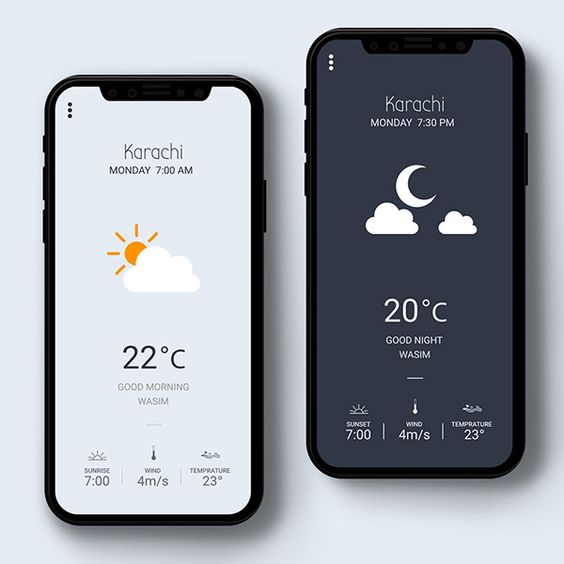 Karachi
MONDAY 7:00 AM
22°C
GOOD MORNING
WASIM
SUNRISE
7:00
WIND
4m/s
TEMPRATURE
23°
Karachi
MONDAY 7:30 PM
20°C
GOOD NIGHT
WASIM
SUNSET
7:00
WIND
4m/s
TEMPRATURE
23°